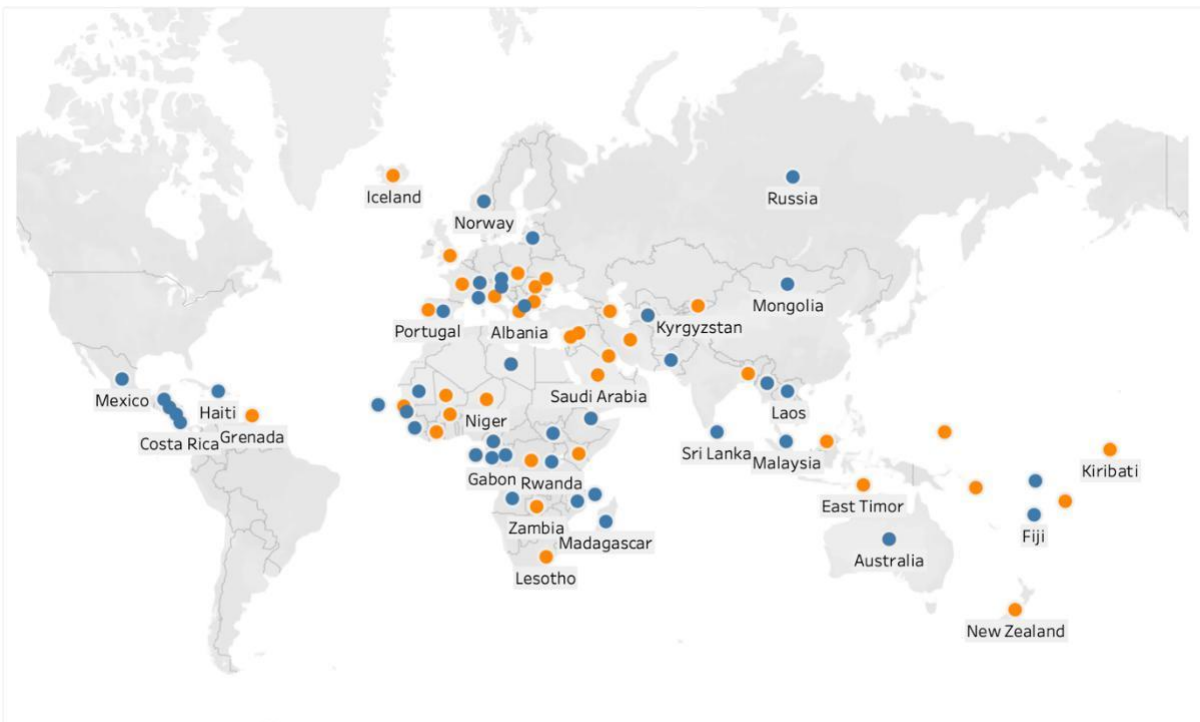 Iceland
Norway
Russia
Mongolia
Portugal
Albania
Kyrgyzstan
Mexico
Haiti
Saudi Arabia
Laos
Costa Rica
Grenada
Niger
Sri Lanka
Malaysia
Kiribati
Gabon
Rwanda
East Timor
Zambia
Madagascar
Fiji
Australia
Lesotho
New Zealand